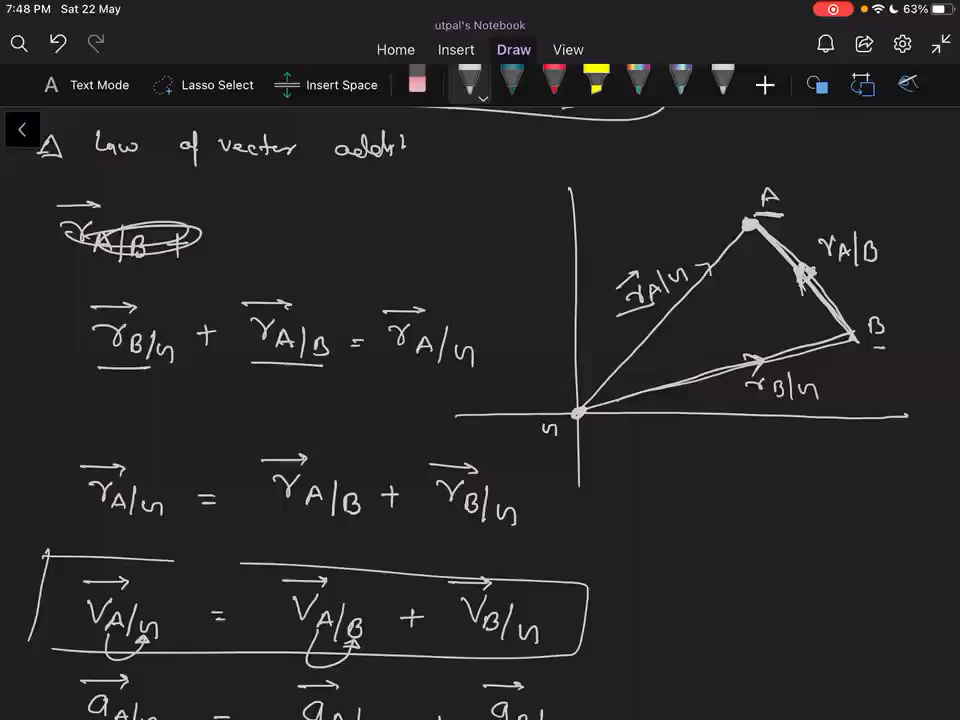 7:48 PM Sat 22 May 63%
utpal's Notebook
Home Insert Draw View
A Text Mode Lasso Select Insert Space
Δ law of vector addi
r A/B +
r B/S + r A/B = r A/S
r A/S = r A/B + r B/S
V A/S = V A/B + V B/S
a A/S = a A/ + a B/
A
r A/S
r A/B
B
r B/S
S